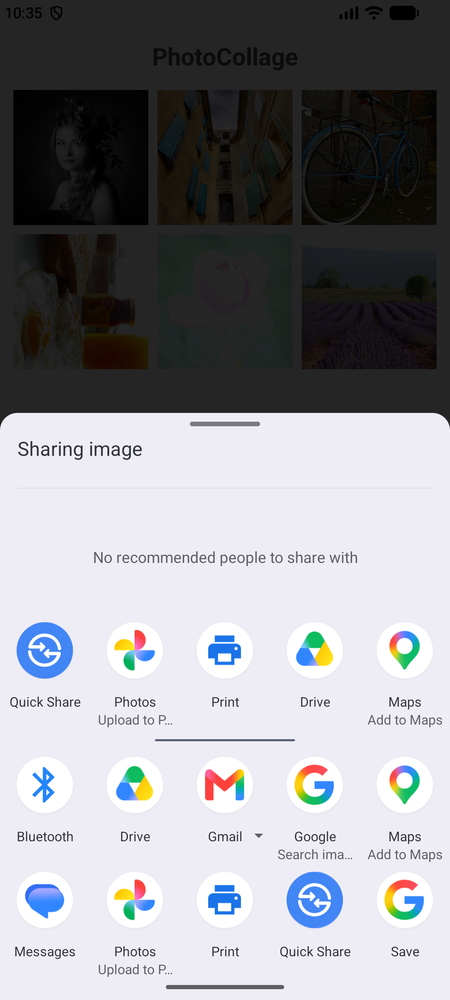 10:35
PhotoCollage
Sharing image
No recommended people to share with
Quick Share
Photos
Upload to P...
Print
Drive
Maps
Add to Maps
Bluetooth
Drive
Gmail
Google
Search ima...
Maps
Add to Maps
Messages
Photos
Upload to P...
Print
Quick Share
Save